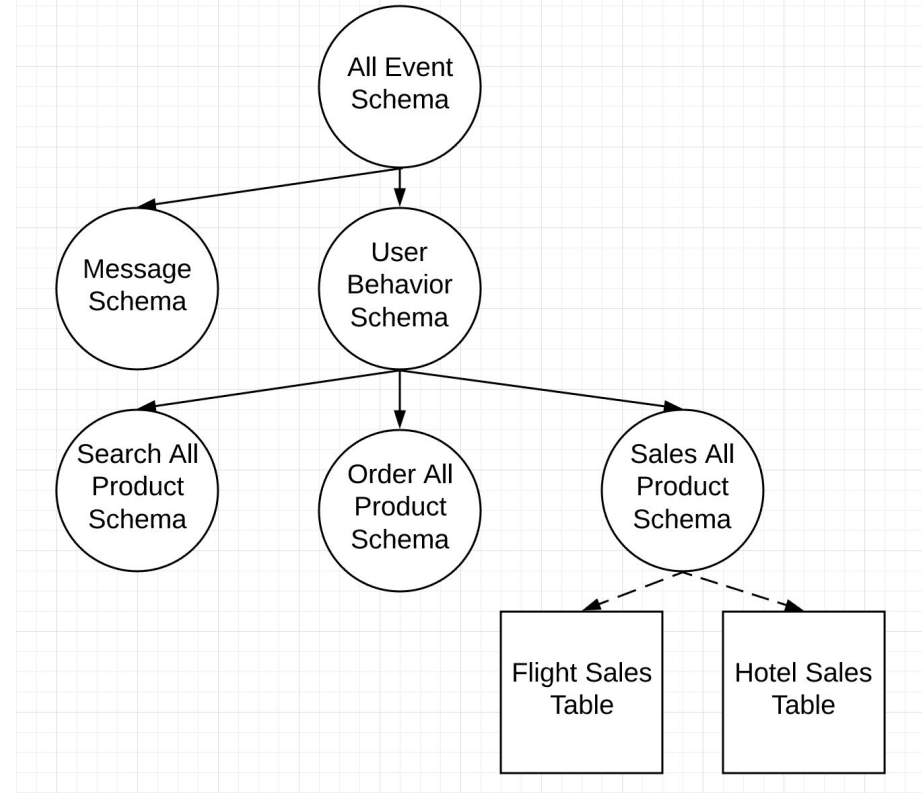 All Event
Schema
Message
Schema
User
Behavior
Schema
Search All
Product
Schema
Order All
Product
Schema
Sales All
Product
Schema
Flight Sales
Table
Hotel Sales
Table